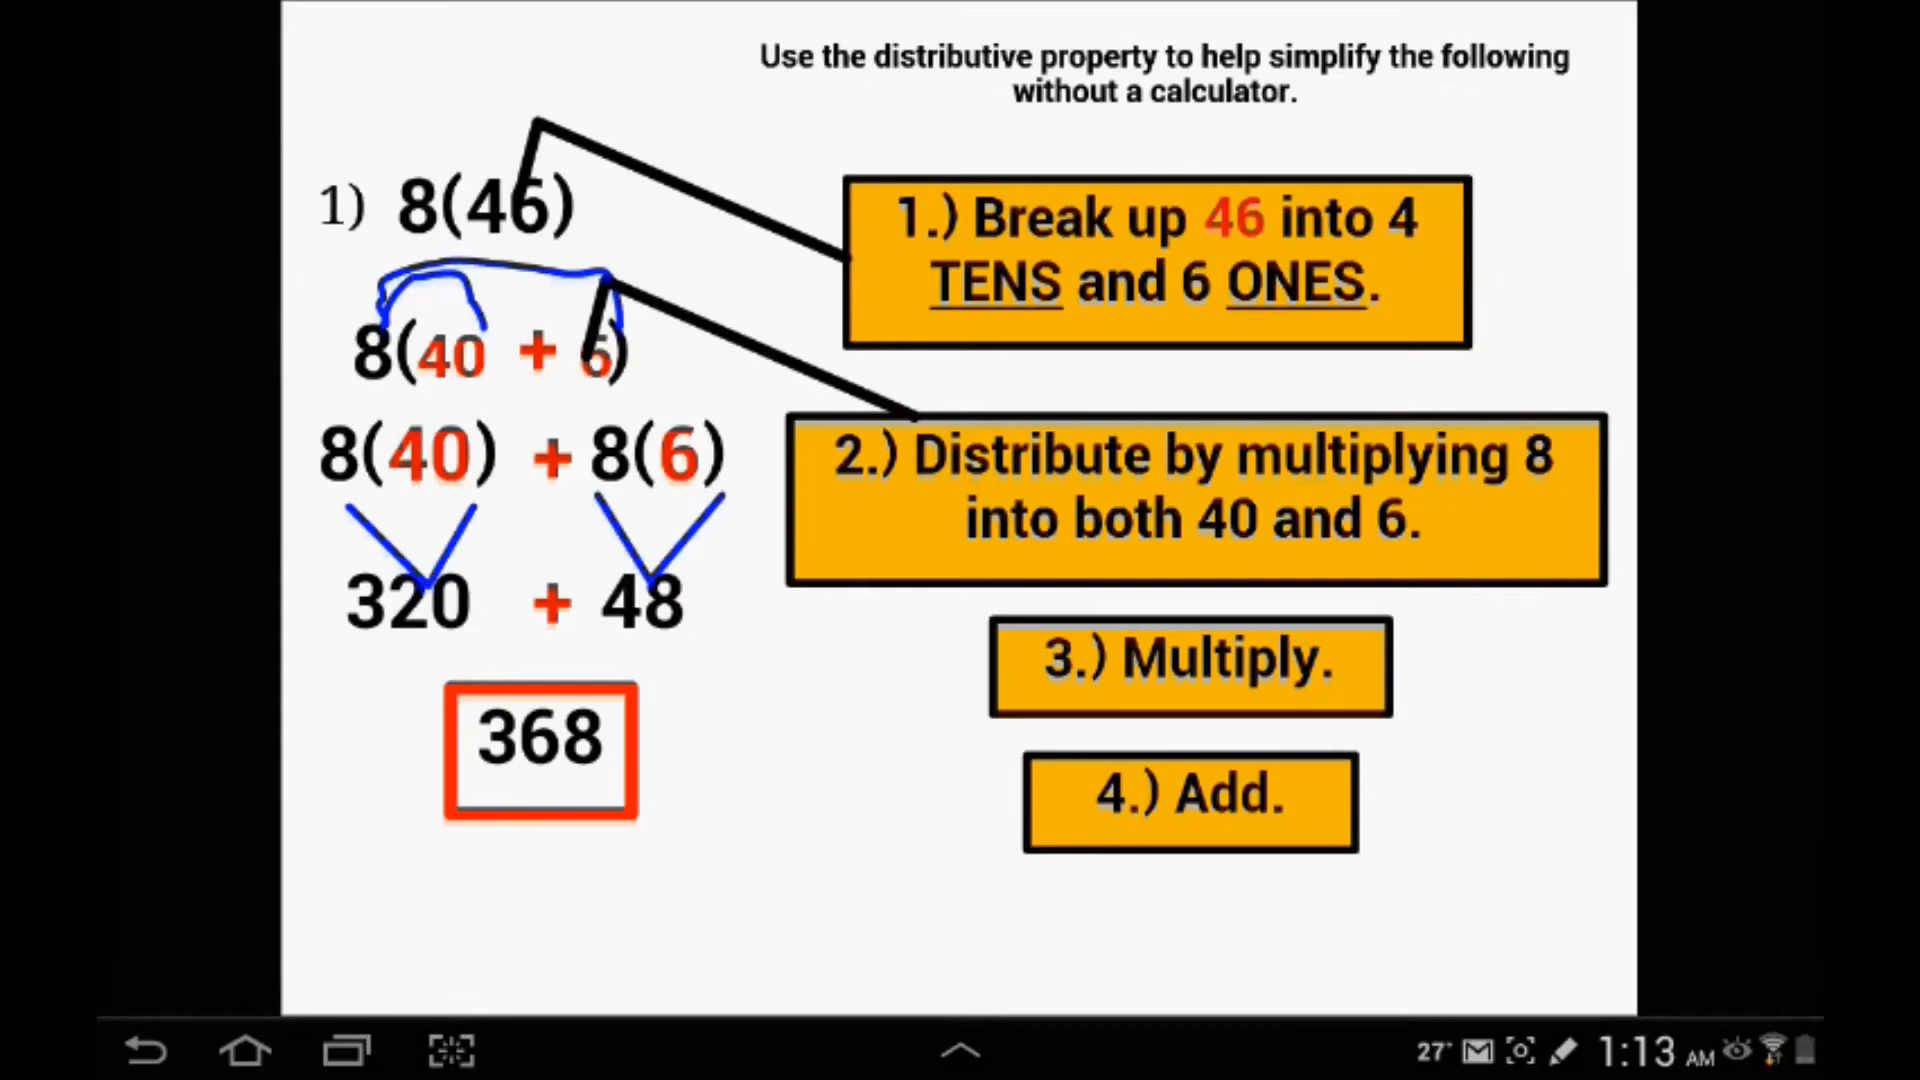 Use the distributive property to help simplify the following
without a calculator.
1) 8(46)
1.) Break up 46 into 4
TENS and 6 ONES.
8(40 + 6)
8(40) + 8(6)
2.) Distribute by multiplying 8
into both 40 and 6.
320 + 48
3.) Multiply.
368
4.) Add.
27°
1:13 AM